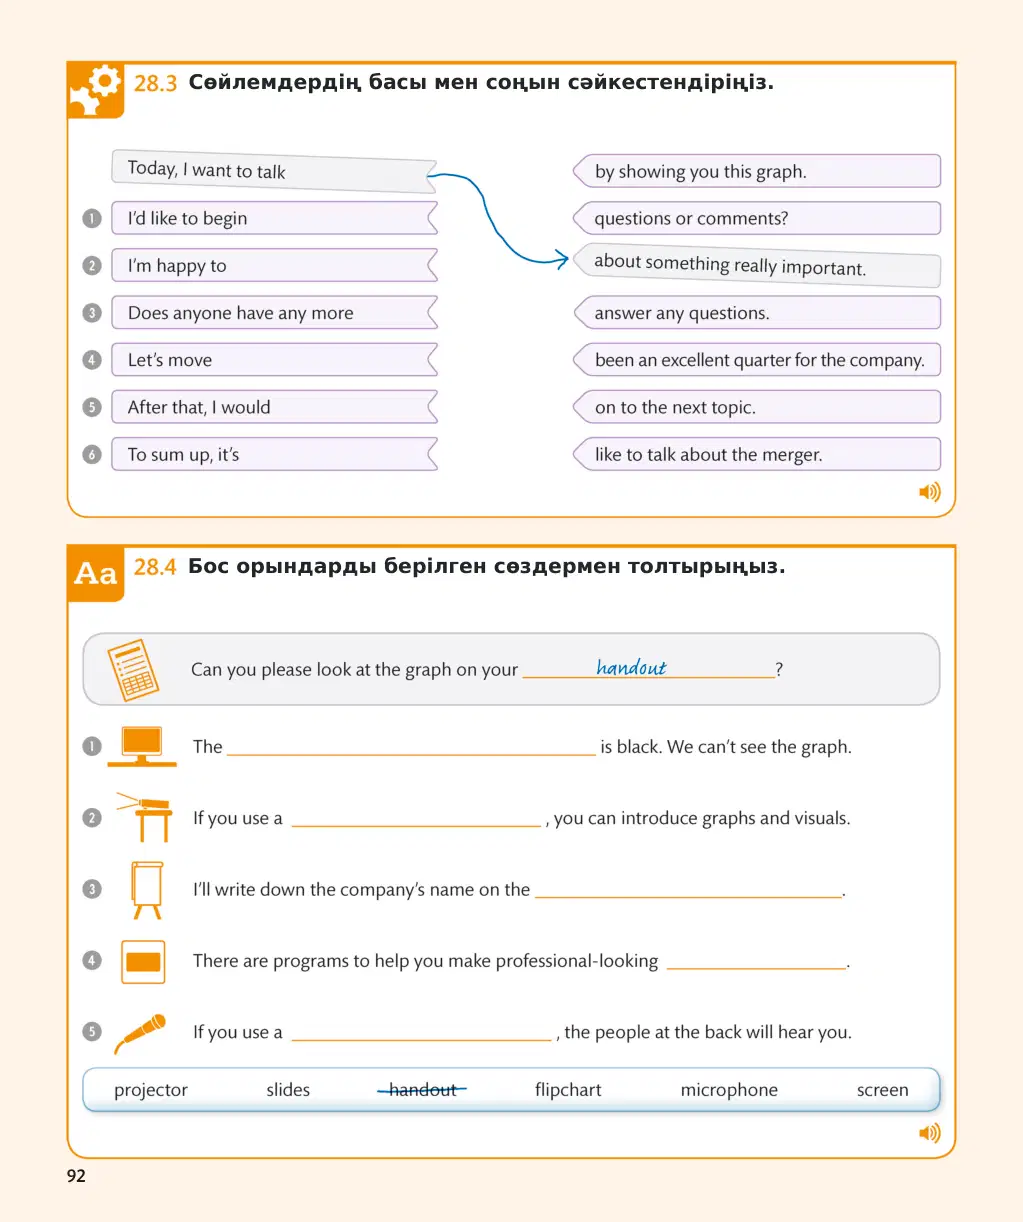 28.3 Сөйлемдердің басы мен соңын сәйкестендіріңіз.
Today, I want to talk
by showing you this graph.
1 I'd like to begin
questions or comments?
2 I'm happy to
about something really important.
3 Does anyone have any more
answer any questions.
4 Let's move
been an excellent quarter for the company.
5 After that, I would
on to the next topic.
6 To sum up, it's
like to talk about the merger.
Aa 28.4 Бос орындарды берілген сөздермен толтырыңыз.
Can you please look at the graph on your handout ?
1 The ____ is black. We can't see the graph.
2 If you use a ____ , you can introduce graphs and visuals.
3 I'll write down the company's name on the ____.
4 There are programs to help you make professional-looking ____.
5 If you use a ____ , the people at the back will hear you.
projector slides handout flipchart microphone screen
92